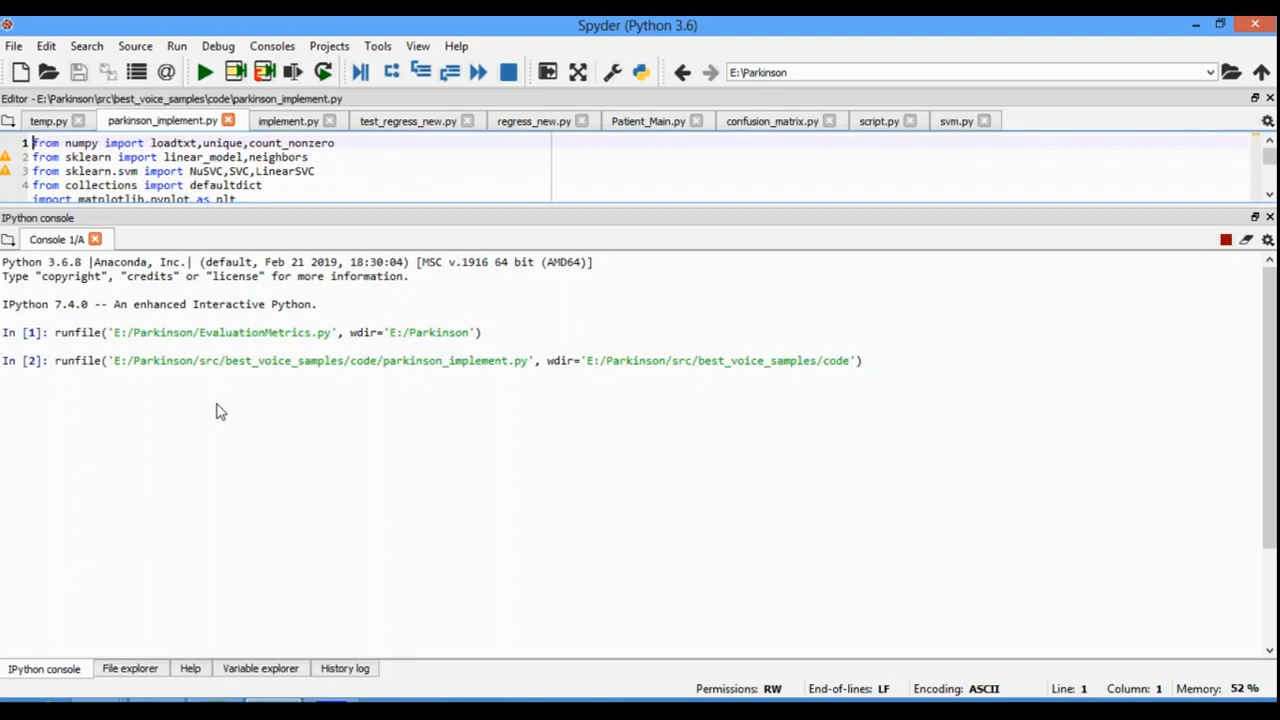 Spyder (Python 3.6)
File Edit Search Source Run Debug Consoles Projects Tools View Help
E:\Parkinson
Editor - E:\Parkinson\src\best_voice_samples\code\parkinson_implement.py
temp.py parkinson_implement.py implement.py test_regress_new.py regress_new.py Patient_Main.py confusion_matrix.py script.py svm.py
1 from numpy import loadtxt,unique,count_nonzero
2 from sklearn import linear_model,neighbors
3 from sklearn.svm import NuSVC,SVC,LinearSVC
4 from collections import defaultdict
import matplotlib.pyplot as plt
IPython console
Console 1/A
Python 3.6.8 |Anaconda, Inc.| (default, Feb 21 2019, 18:30:04) [MSC v.1916 64 bit (AMD64)]
Type "copyright", "credits" or "license" for more information.
IPython 7.4.0 -- An enhanced Interactive Python.
In [1]: runfile('E:/Parkinson/EvaluationMetrics.py', wdir='E:/Parkinson')
In [2]: runfile('E:/Parkinson/src/best_voice_samples/code/parkinson_implement.py', wdir='E:/Parkinson/src/best_voice_samples/code')
IPython console File explorer Help Variable explorer History log
Permissions: RW End-of-lines: LF Encoding: ASCII Line: 1 Column: 1 Memory: 52 %